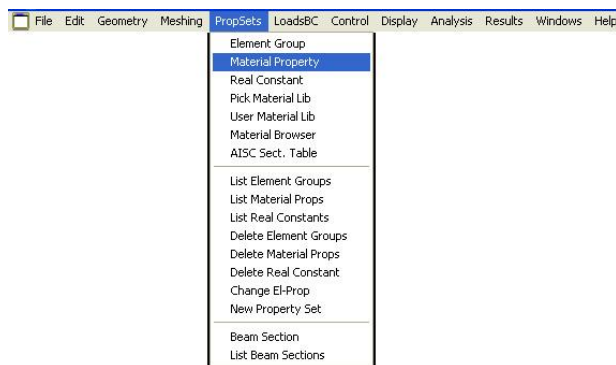 File Edit Geometry Meshing PropSets LoadsBC Control Display Analysis Results Windows Help
Element Group
Material Property
Real Constant
Pick Material Lib
User Material Lib
Material Browser
AISC Sect. Table
List Element Groups
List Material Props
List Real Constants
Delete Element Groups
Delete Material Props
Delete Real Constant
Change El-Prop
New Property Set
Beam Section
List Beam Sections